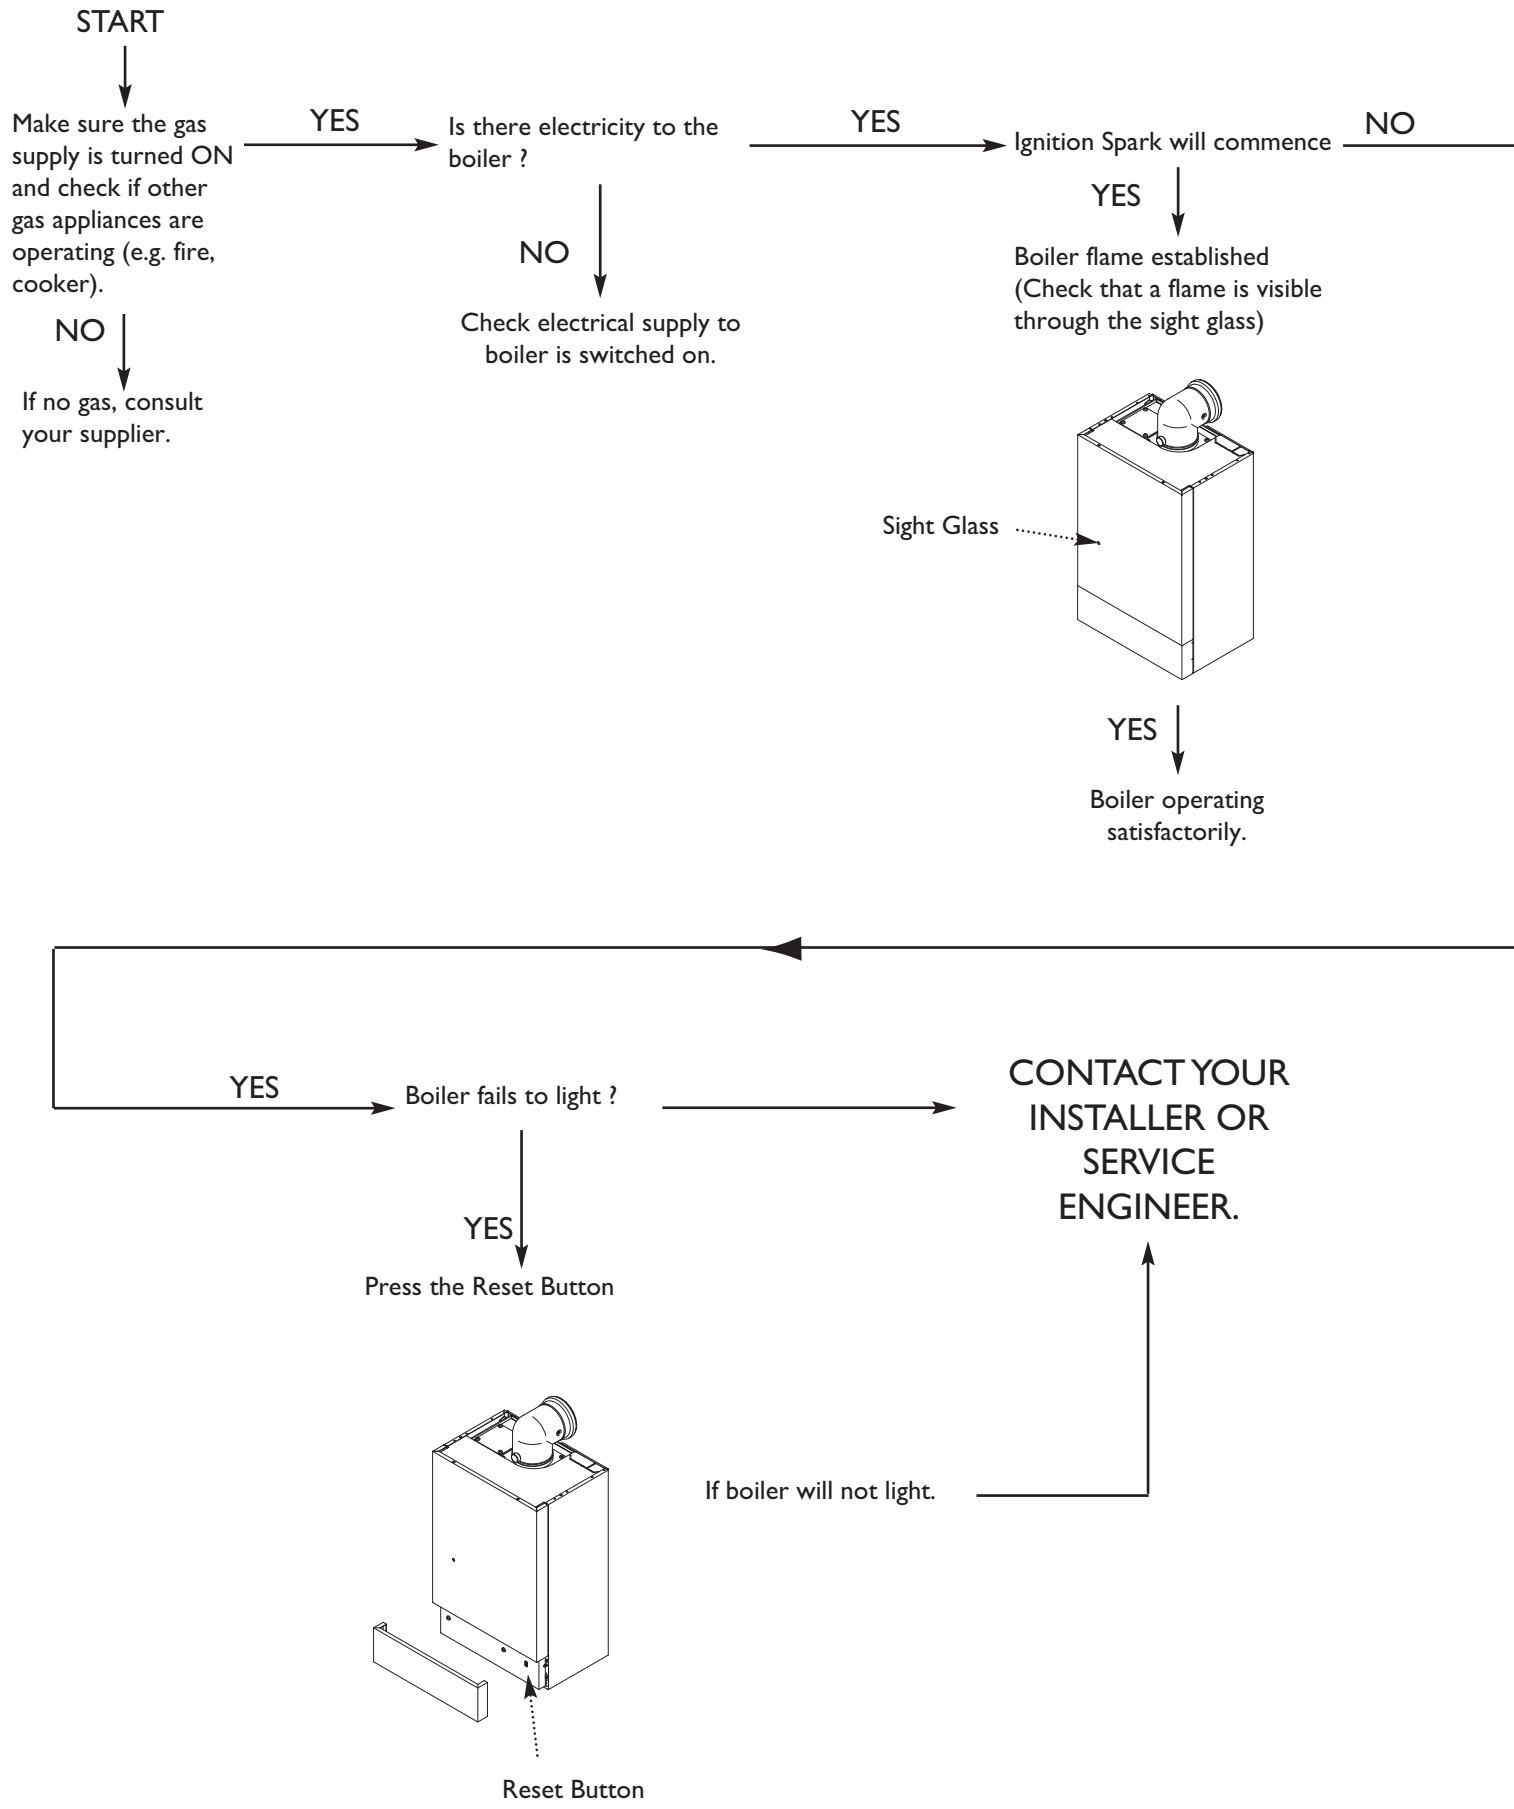 START
Make sure the gas
supply is turned ON
and check if other
gas appliances are
operating (e.g. fire,
cooker).
YES
Is there electricity to the
boiler ?
YES
Ignition Spark will commence
NO
NO
If no gas, consult
your supplier.
NO
Check electrical supply to
boiler is switched on.
YES
Boiler flame established
(Check that a flame is visible
through the sight glass)
Sight Glass
YES
Boiler operating
satisfactorily.
YES
Boiler fails to light ?
CONTACT YOUR
INSTALLER OR
SERVICE
ENGINEER.
YES
Press the Reset Button
If boiler will not light.
Reset Button